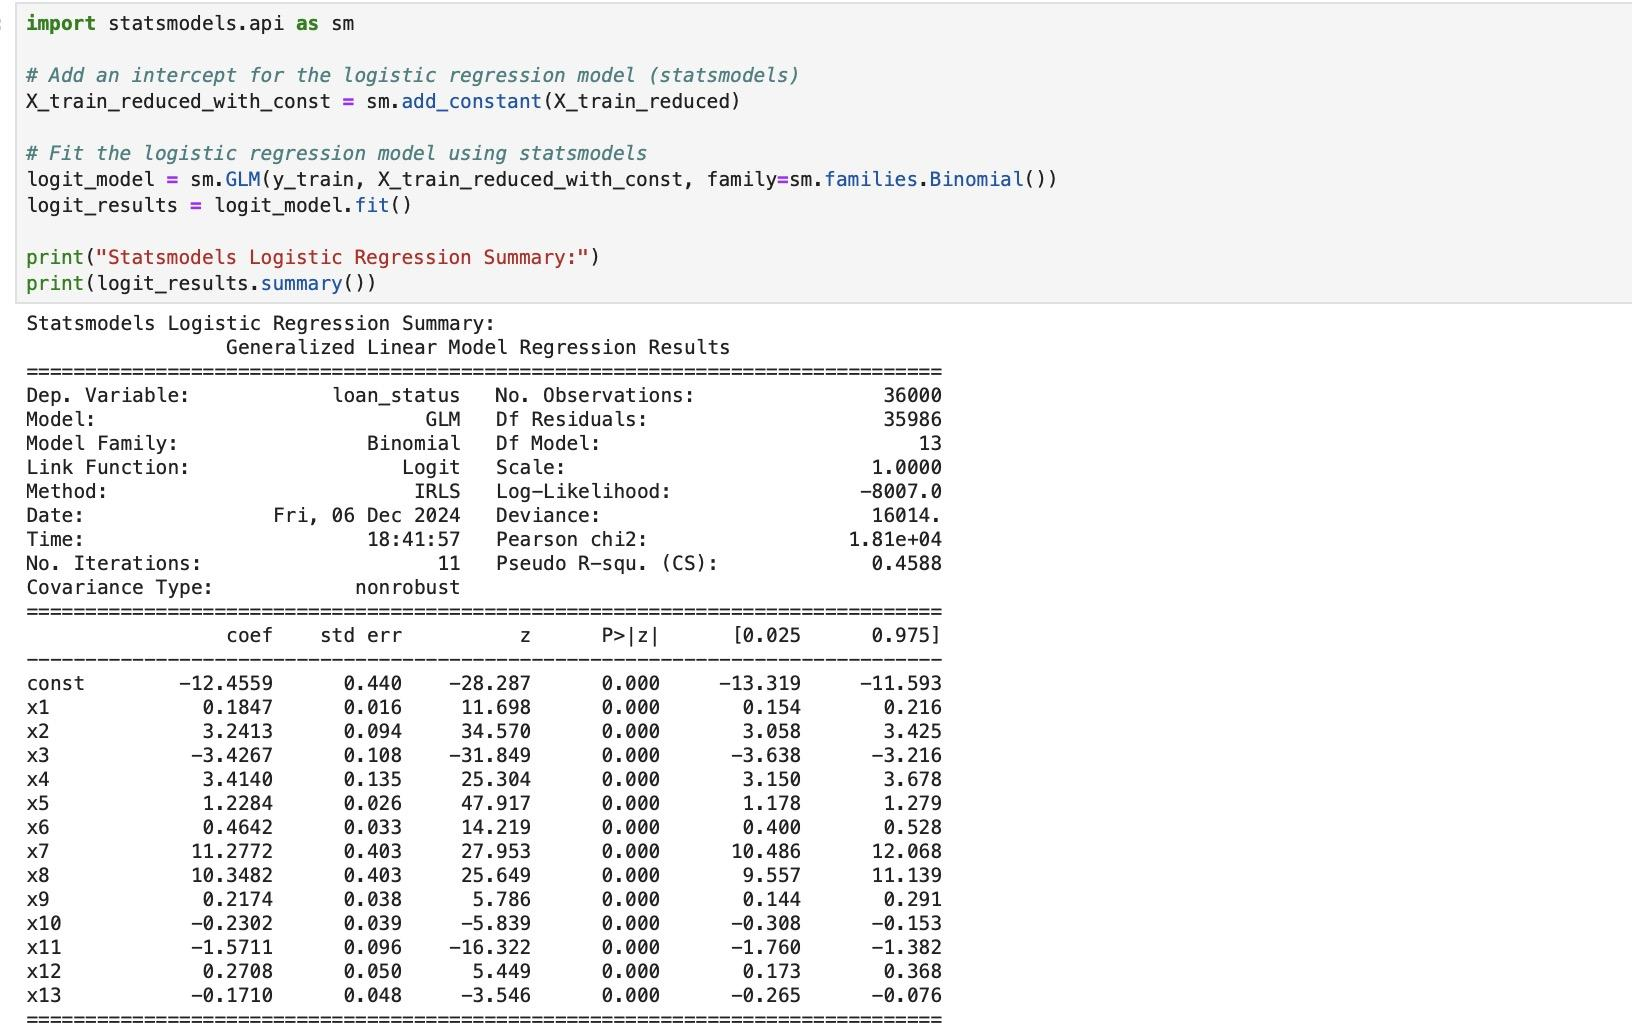 import statsmodels.api as sm
# Add an intercept for the logistic regression model (statsmodels)
X_train_reduced_with_const = sm.add_constant(X_train_reduced)
# Fit the logistic regression model using statsmodels
logit_model = sm.GLM(y_train, X_train_reduced_with_const, family=sm.families.Binomial())
logit_results = logit_model.fit()
print("Statsmodels Logistic Regression Summary:")
print(logit_results.summary())
Statsmodels Logistic Regression Summary:
                 Generalized Linear Model Regression Results
==============================================================================
Dep. Variable:            loan_status   No. Observations:                36000
Model:                            GLM   Df Residuals:                    35986
Model Family:                Binomial   Df Model:                           13
Link Function:                  Logit   Scale:                          1.0000
Method:                          IRLS   Log-Likelihood:                -8007.0
Date:                Fri, 06 Dec 2024   Deviance:                       16014.
Time:                        18:41:57   Pearson chi2:                 1.81e+04
No. Iterations:                    11   Pseudo R-squ. (CS):             0.4588
Covariance Type:            nonrobust
==============================================================================
                 coef    std err          z      P>|z|      [0.025      0.975]
------------------------------------------------------------------------------
const        -12.4559      0.440    -28.287      0.000     -13.319     -11.593
x1             0.1847      0.016     11.698      0.000       0.154       0.216
x2             3.2413      0.094     34.570      0.000       3.058       3.425
x3            -3.4267      0.108    -31.849      0.000      -3.638      -3.216
x4             3.4140      0.135     25.304      0.000       3.150       3.678
x5             1.2284      0.026     47.917      0.000       1.178       1.279
x6             0.4642      0.033     14.219      0.000       0.400       0.528
x7            11.2772      0.403     27.953      0.000      10.486      12.068
x8            10.3482      0.403     25.649      0.000       9.557      11.139
x9             0.2174      0.038      5.786      0.000       0.144       0.291
x10           -0.2302      0.039     -5.839      0.000      -0.308      -0.153
x11           -1.5711      0.096    -16.322      0.000      -1.760      -1.382
x12            0.2708      0.050      5.449      0.000       0.173       0.368
x13           -0.1710      0.048     -3.546      0.000      -0.265      -0.076
==============================================================================